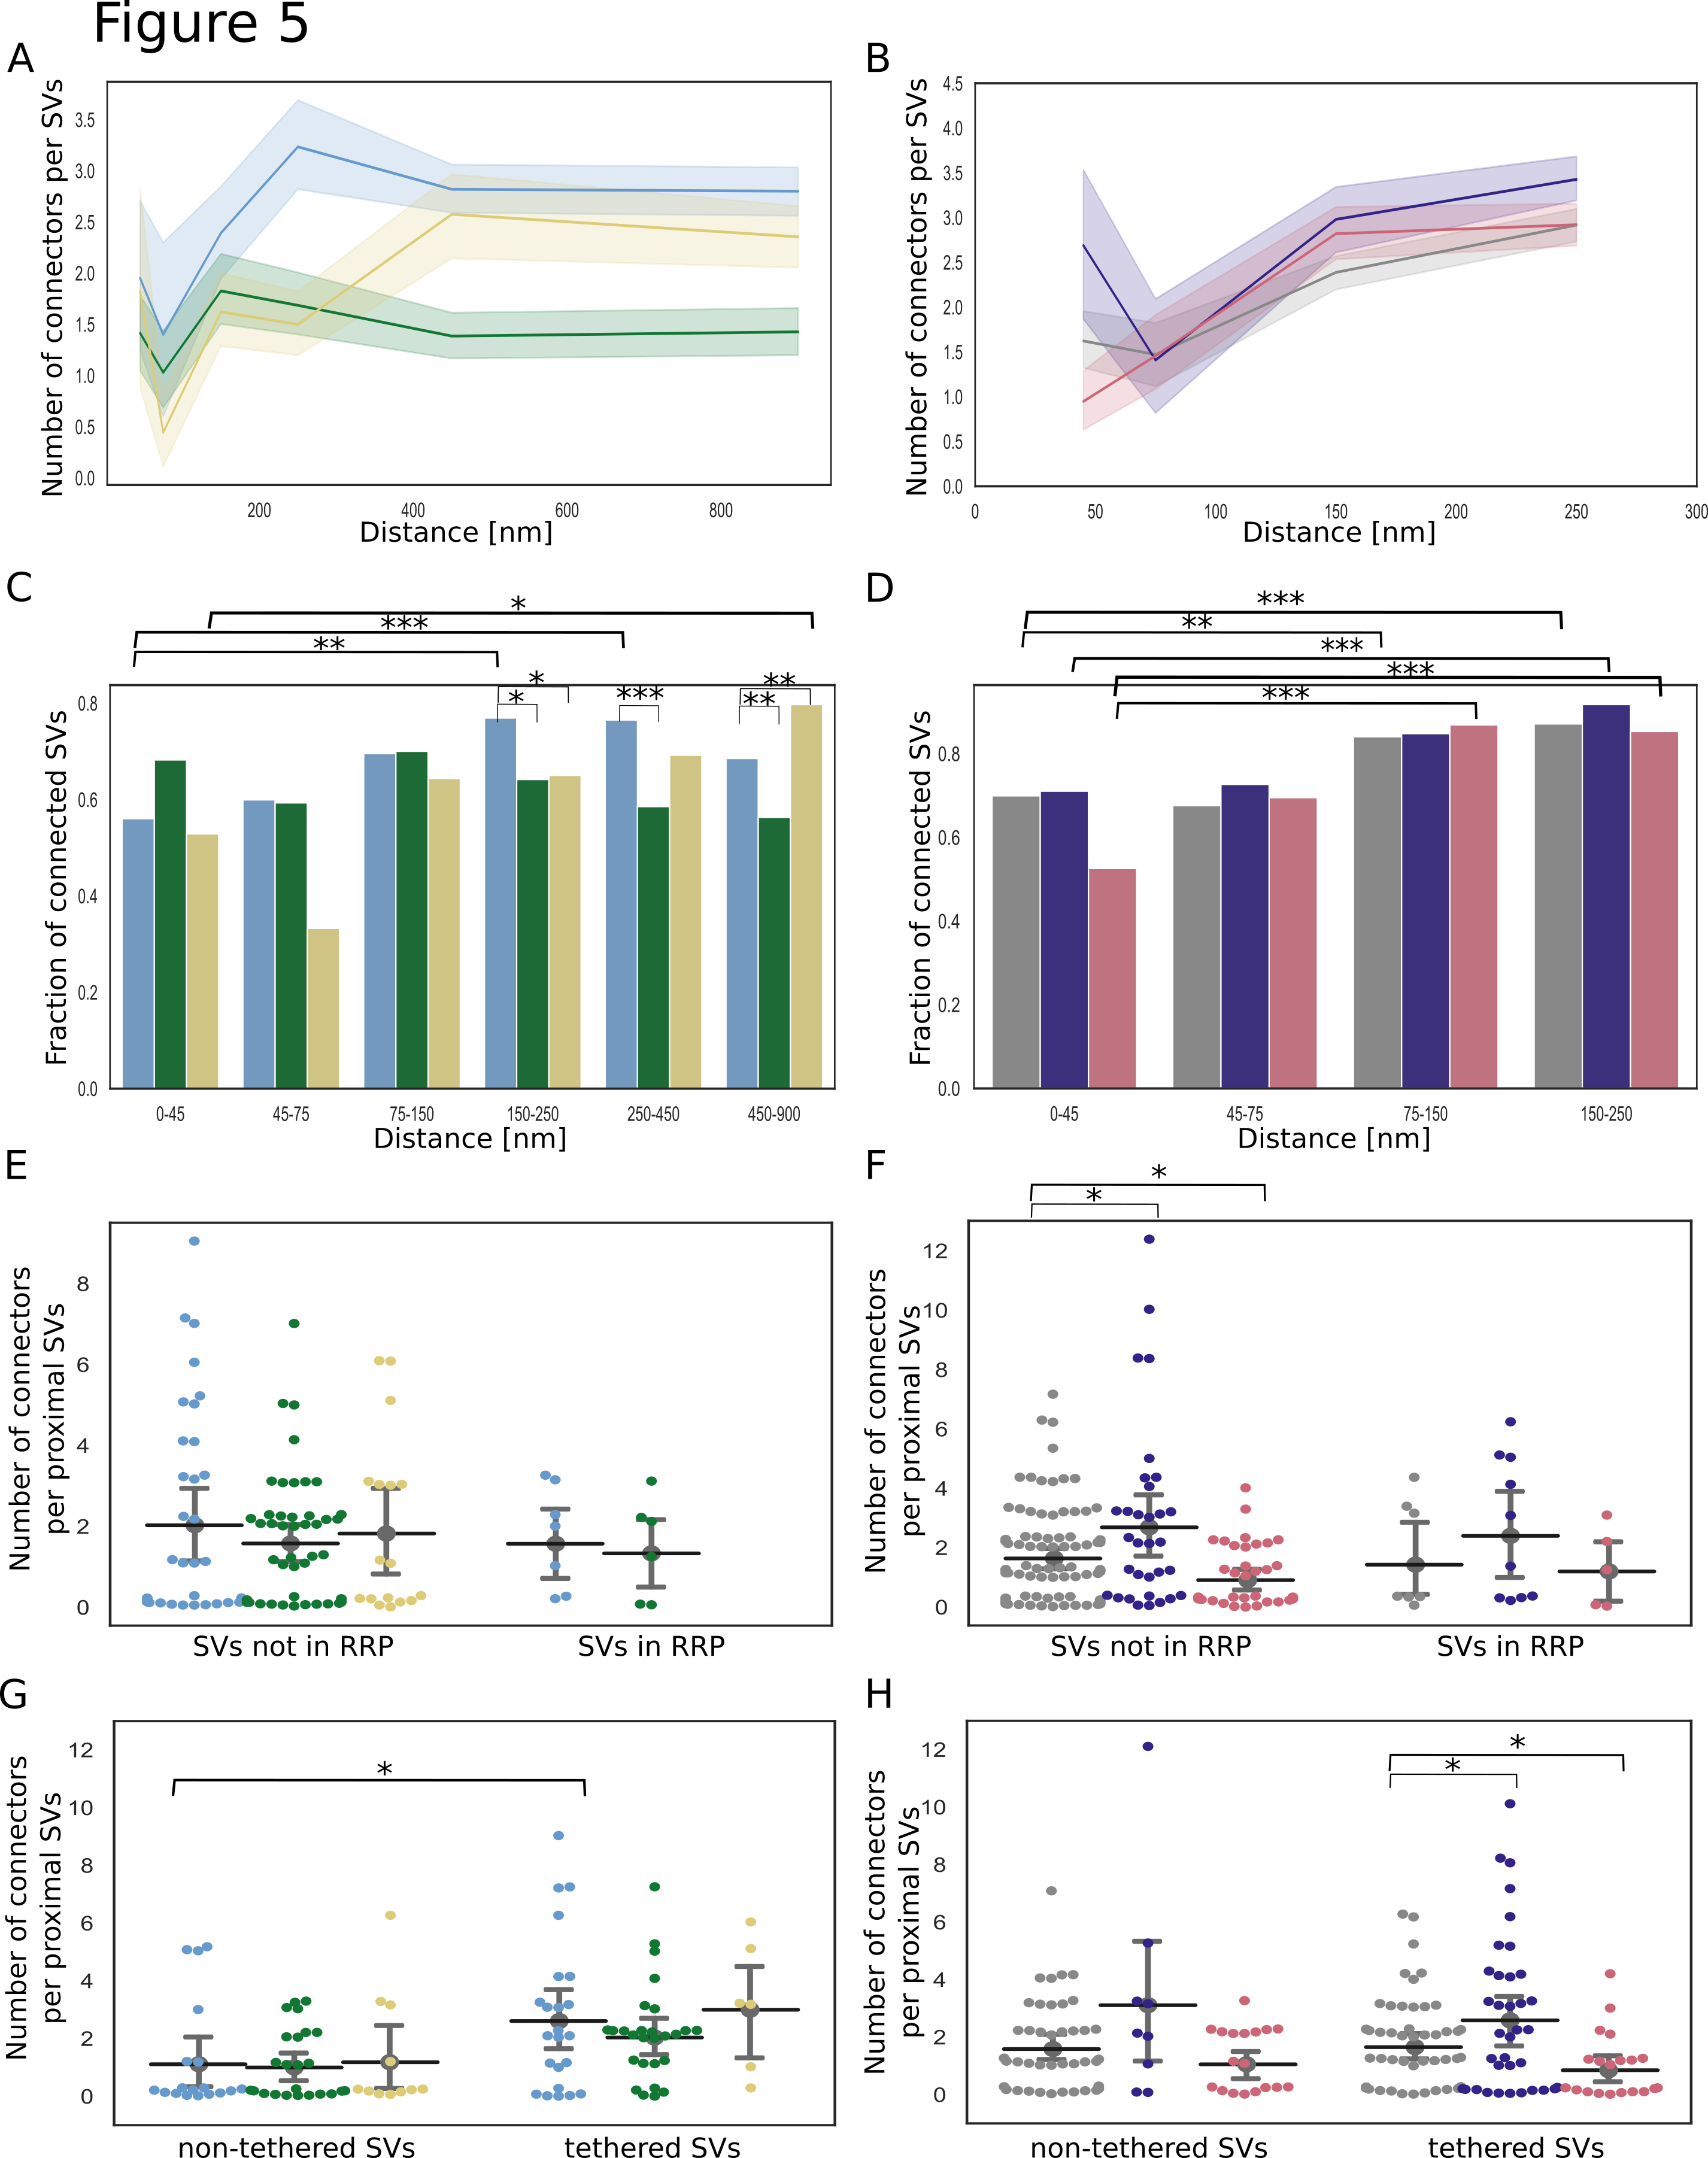 Figure 5
A
Number of connectors per SVs
3.5
3.0
2.5
2.0
1.5
1.0
0.5
0.0
200 400 600 800
Distance [nm]
B
Number of connectors per SVs
4.5
4.0
3.5
3.0
2.5
2.0
1.5
1.0
0.5
0.0
0 50 100 150 200 250 300
Distance [nm]
C
*
***
**
*
*
***
**
**
Fraction of connected SVs
0.8
0.6
0.4
0.2
0.0
0-45 45-75 75-150 150-250 250-450 450-900
Distance [nm]
D
***
**
***
***
***
Fraction of connected SVs
0.8
0.6
0.4
0.2
0.0
0-45 45-75 75-150 150-250
Distance [nm]
E
Number of connectors
per proximal SVs
8
6
4
2
0
SVs not in RRP SVs in RRP
F
*
*
Number of connectors
per proximal SVs
12
10
8
6
4
2
0
SVs not in RRP SVs in RRP
G
*
Number of connectors
per proximal SVs
12
10
8
6
4
2
0
non-tethered SVs tethered SVs
H
*
*
Number of connectors
per proximal SVs
12
10
8
6
4
2
0
non-tethered SVs tethered SVs